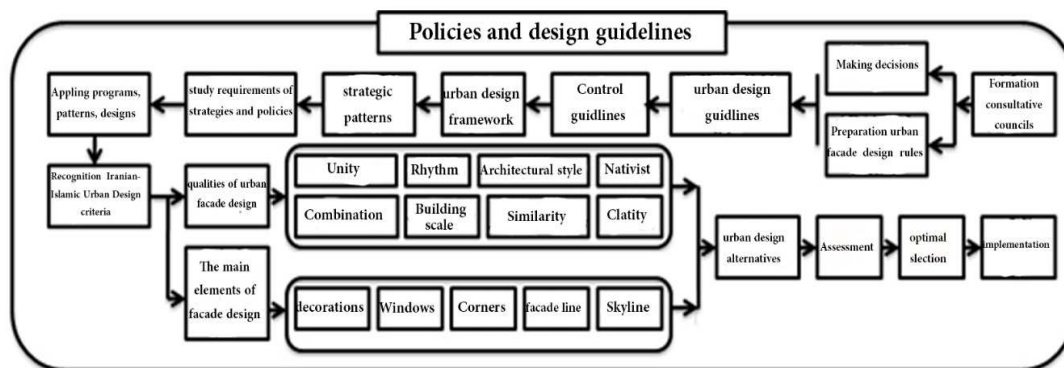 Policies and design guidelines
Making decisions
Formation
consultative
councils
Preparation urban
facade design rules
urban design
guidlines
Control
guidlines
urban design
framework
strategic
patterns
study requirements of
strategies and policies
Appling programs,
patterns, designs
Recognition Iranian-
Islamic Urban Design
criteria
qualities of urban
facade design
Unity
Rhythm
Architectural style
Nativist
Combination
Building
scale
Similarity
Clatity
The main
elements of
facade design
decorations
Windows
Corners
facade line
Skyline
urban design
alternatives
Assessment
optimal
slection
implementation